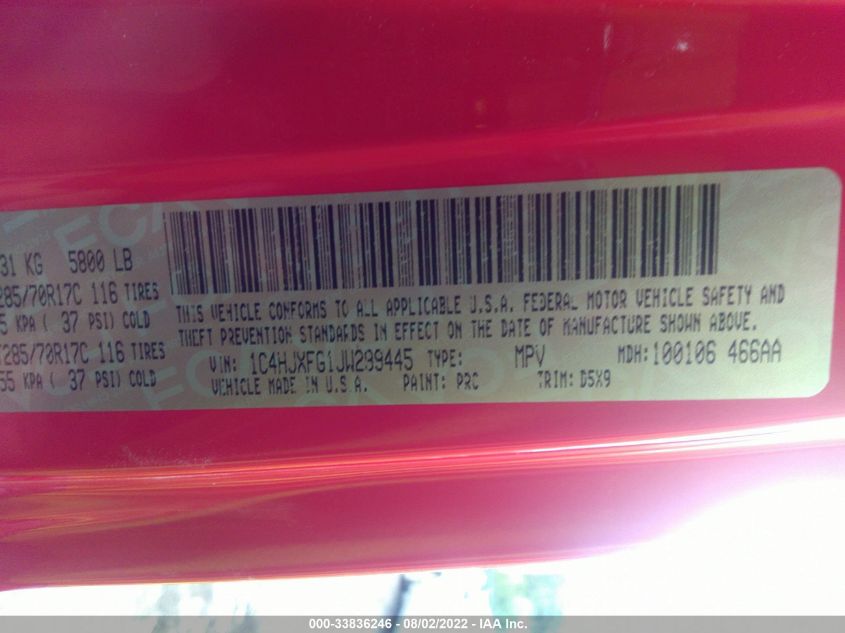 31 KG 5800 LB
285/70R17C 116 TIRES
5 KPA ( 37 PSI) COLD
285/70R17C 116 TIRES
55 KPA ( 37 PSI) COLD
THIS VEHICLE CONFORMS TO ALL APPLICABLE U.S.A. FEDERAL MOTOR VEHICLE SAFETY AND
THEFT PREVENTION STANDARDS IN EFFECT ON THE DATE OF MANUFACTURE SHOWN ABOVE.
VIN: 1C4HJXFG1JW299445 TYPE: MPV MDH: 100106 466AA
VEHICLE MADE IN U.S.A. PAINT: PRC TRIM: D5X9
000-33836246 - 08/02/2022 - IAA Inc.